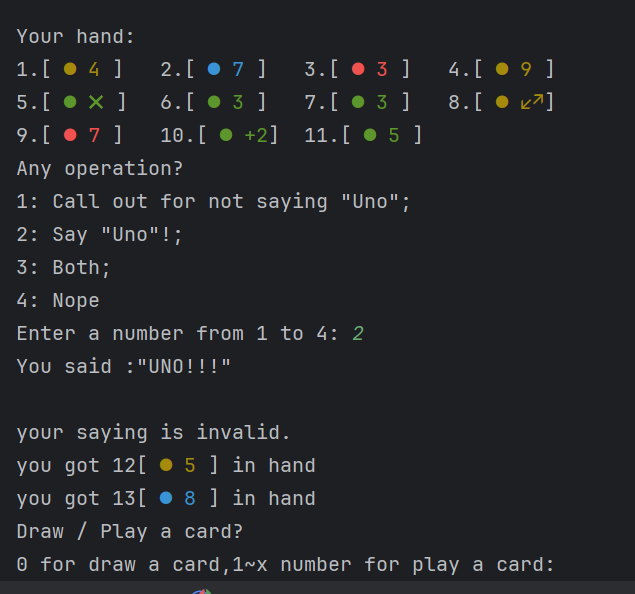 Your hand:
1.[ ● 4 ]   2.[ ● 7 ]   3.[ ● 3 ]   4.[ ● 9 ]
5.[ ● ✕ ]   6.[ ● 3 ]   7.[ ● 3 ]   8.[ ● ⤢]
9.[ ● 7 ]   10.[ ● +2]  11.[ ● 5 ]
Any operation?
1: Call out for not saying "Uno";
2: Say "Uno"!;
3: Both;
4: Nope
Enter a number from 1 to 4: 2
You said :"UNO!!!"
your saying is invalid.
you got 12[ ● 5 ] in hand
you got 13[ ● 8 ] in hand
Draw / Play a card?
0 for draw a card,1~x number for play a card: